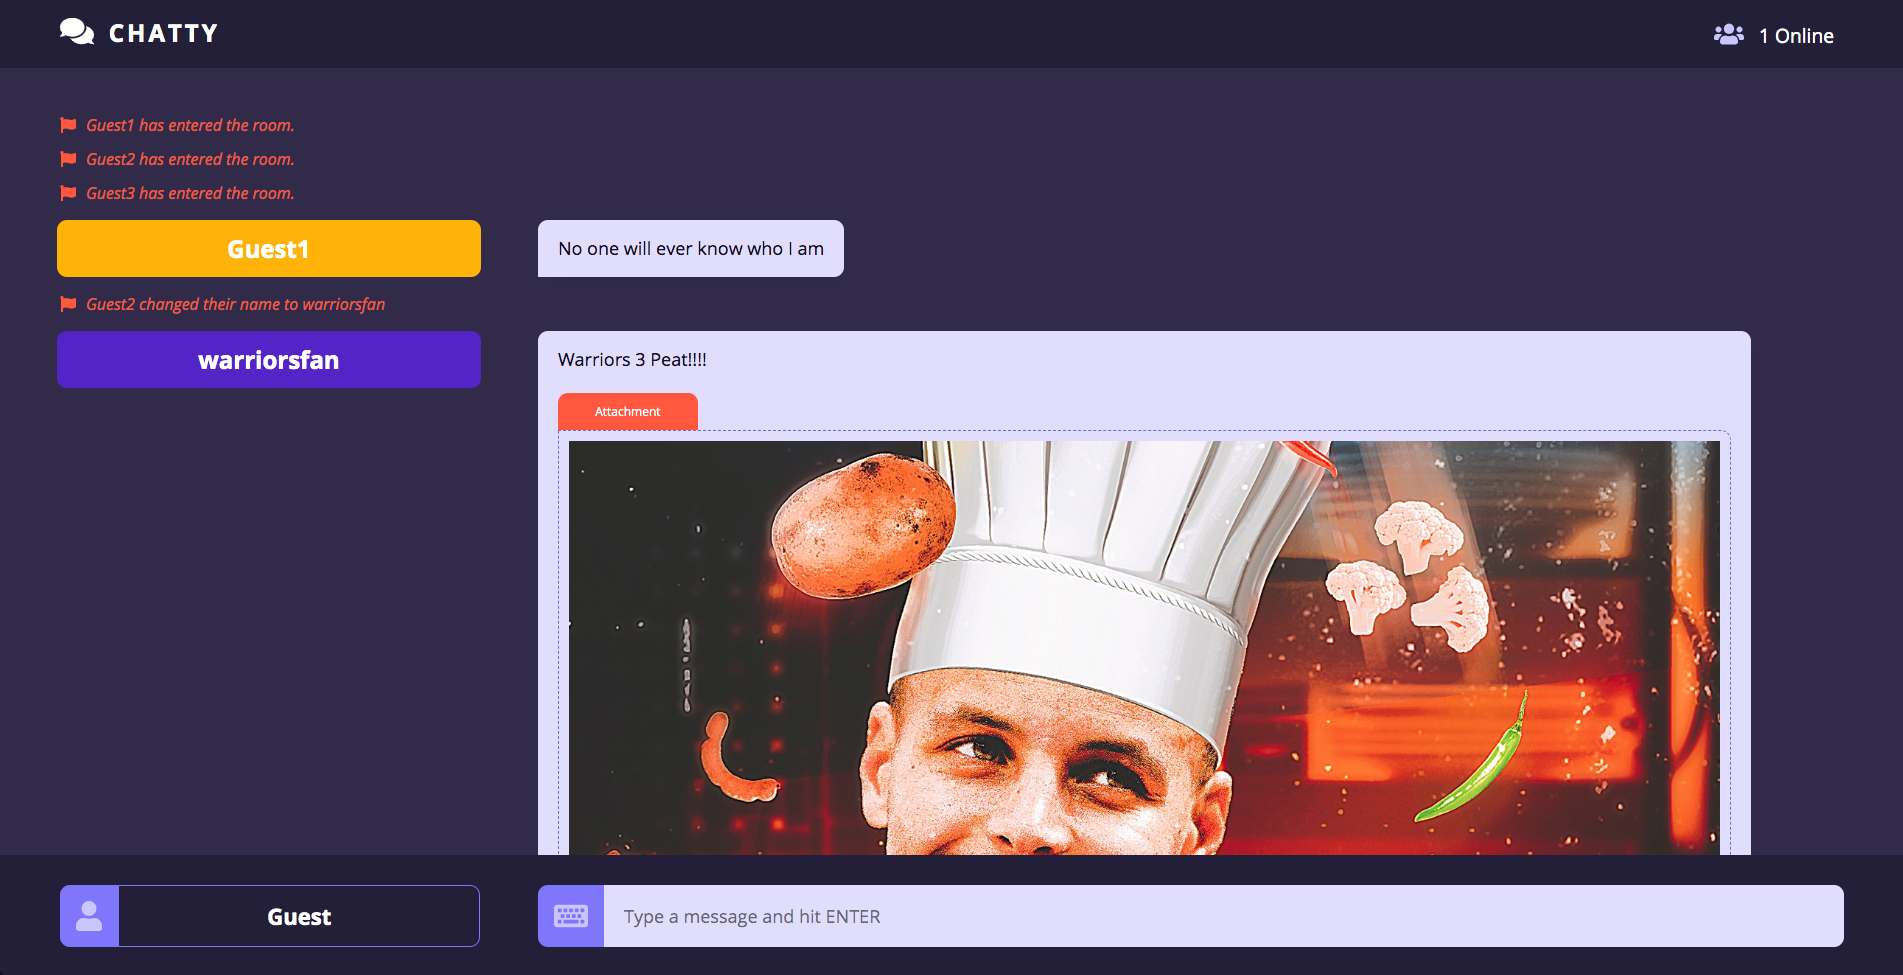 CHATTY
1 Online
Guest1 has entered the room.
Guest2 has entered the room.
Guest3 has entered the room.
Guest1
No one will ever know who I am
Guest2 changed their name to warriorsfan
warriorsfan
Warriors 3 Peat!!!!
Attachment
Guest
Type a message and hit ENTER